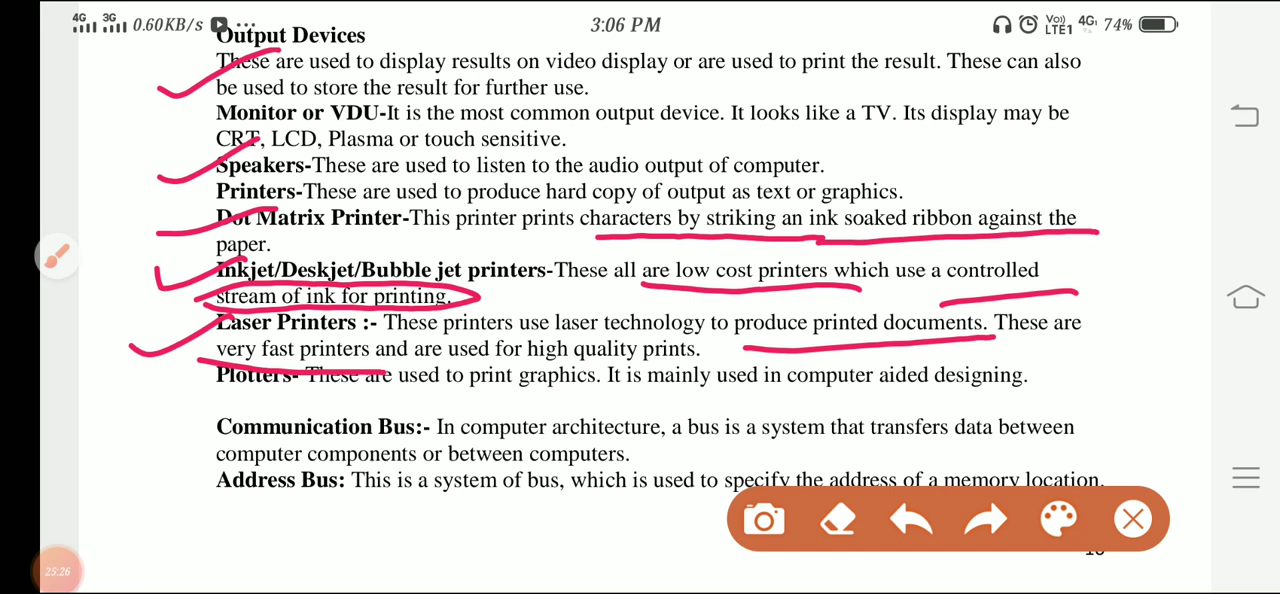 4G 3G 0.60KB/s ... 3:06 PM Vo)) LTE1 4G 74%
Output Devices
These are used to display results on video display or are used to print the result. These can also
be used to store the result for further use.
Monitor or VDU-It is the most common output device. It looks like a TV. Its display may be
CRT, LCD, Plasma or touch sensitive.
Speakers-These are used to listen to the audio output of computer.
Printers-These are used to produce hard copy of output as text or graphics.
Dot Matrix Printer-This printer prints characters by striking an ink soaked ribbon against the
paper.
Inkjet/Deskjet/Bubble jet printers-These all are low cost printers which use a controlled
stream of ink for printing.
Laser Printers :- These printers use laser technology to produce printed documents. These are
very fast printers and are used for high quality prints.
Plotters- These are used to print graphics. It is mainly used in computer aided designing.
Communication Bus:- In computer architecture, a bus is a system that transfers data between
computer components or between computers.
Address Bus: This is a system of bus, which is used to specify the address of a memory location.
25:26